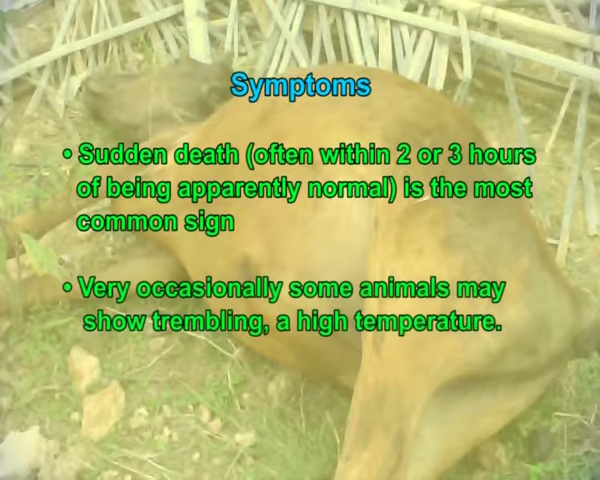 Symptoms
• Sudden death (often within 2 or 3 hours
of being apparently normal) is the most
common sign
• Very occasionally some animals may
show trembling, a high temperature.